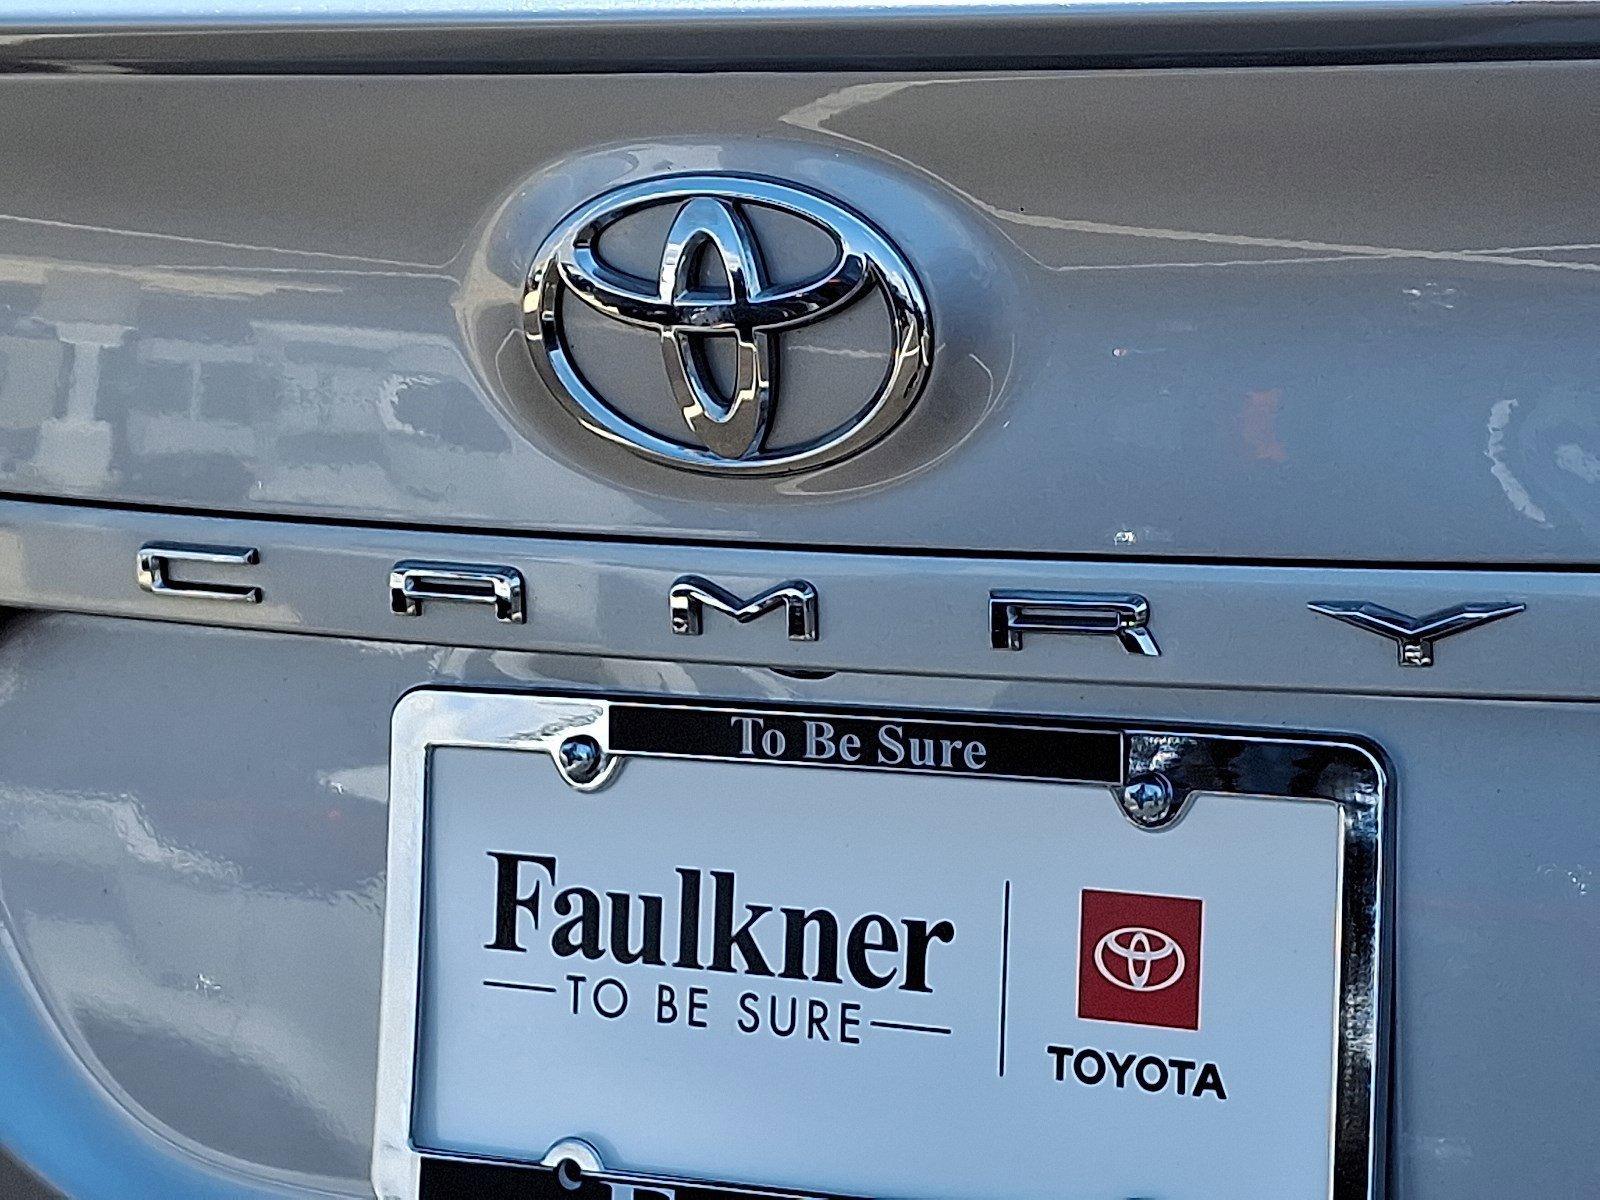 CAMRY
To Be Sure
Faulkner
TO BE SURE
TOYOTA